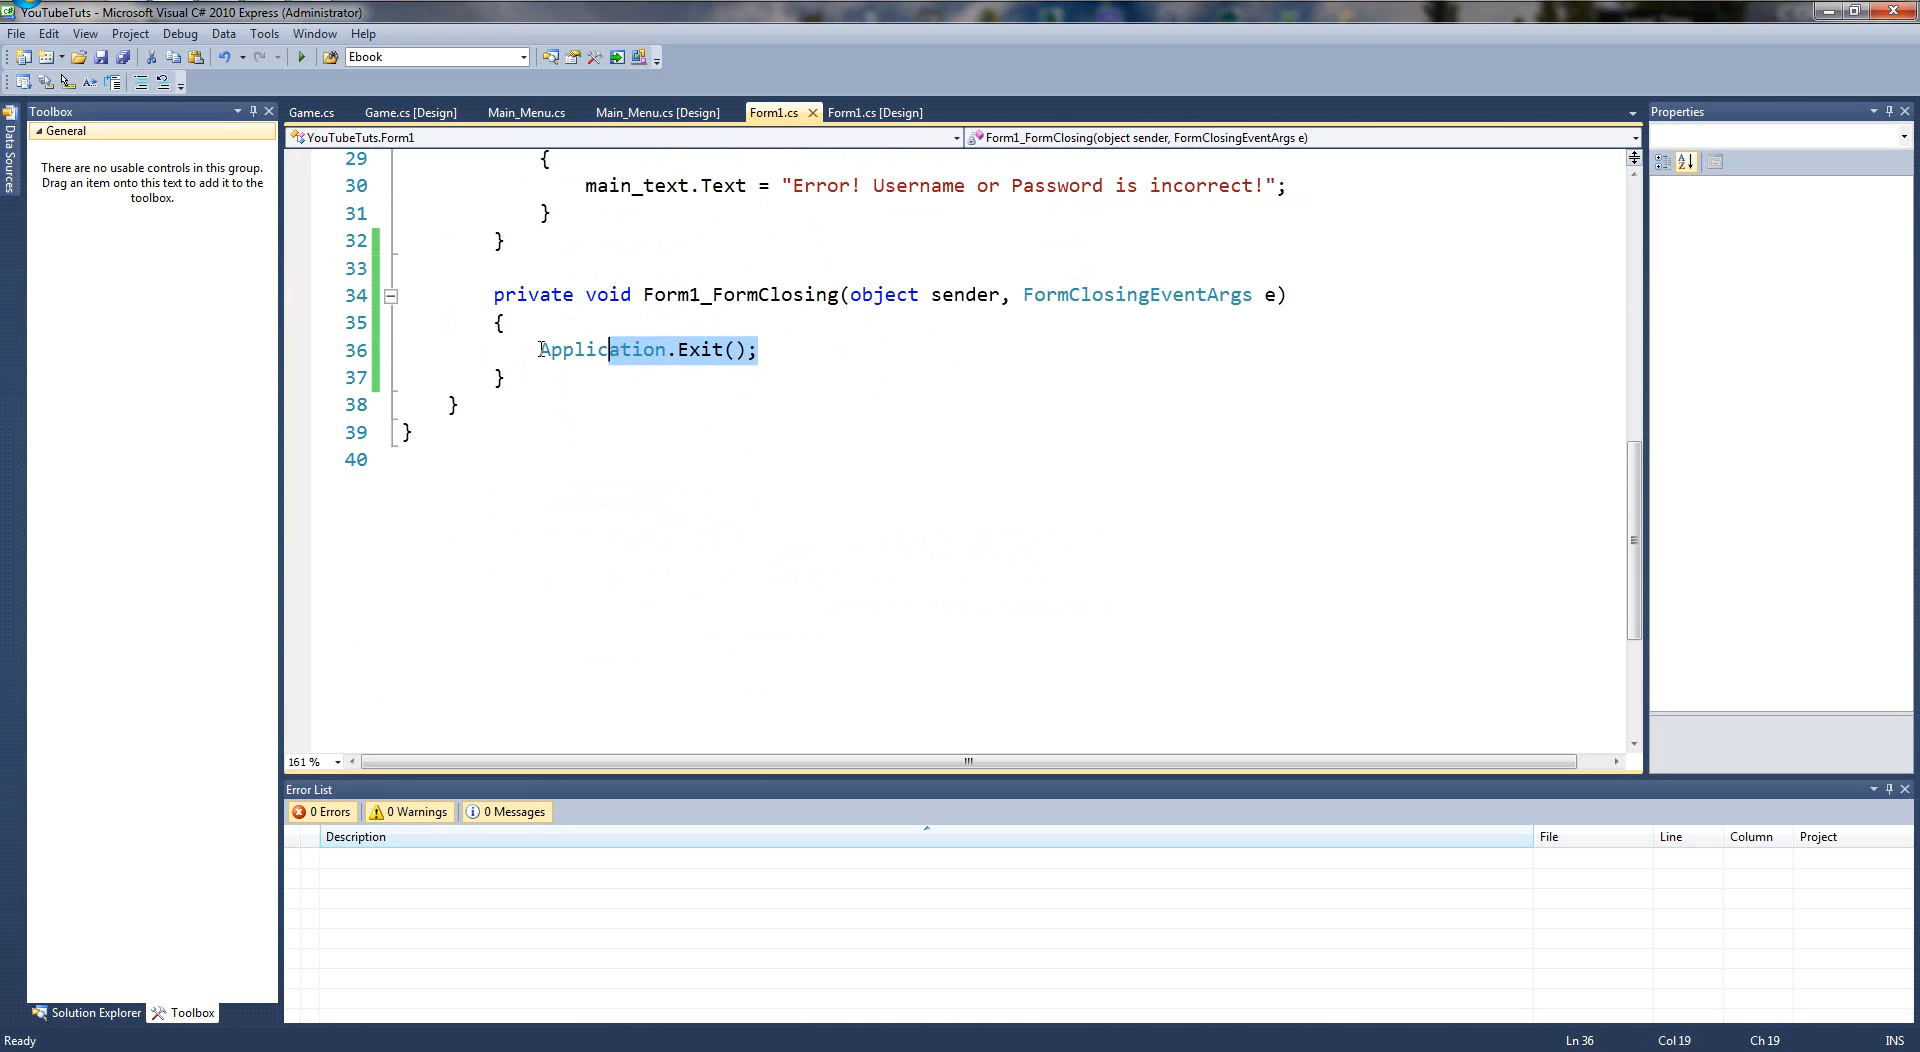 YouTubeTuts - Microsoft Visual C# 2010 Express (Administrator)
File Edit View Project Debug Data Tools Window Help
Ebook
Toolbox
Game.cs Game.cs [Design] Main_Menu.cs Main_Menu.cs [Design] Form1.cs Form1.cs [Design]
Properties
General
YouTubeTuts.Form1
Form1_FormClosing(object sender, FormClosingEventArgs e)
Data Sources
There are no usable controls in this group.
Drag an item onto this text to add it to the
toolbox.
29 {
30 main_text.Text = "Error! Username or Password is incorrect!";
31 }
32 }
33
34 private void Form1_FormClosing(object sender, FormClosingEventArgs e)
35 {
36 Application.Exit();
37 }
38 }
39 }
40
161 %
Error List
0 Errors 0 Warnings 0 Messages
Description File Line Column Project
Solution Explorer Toolbox
Ready Ln 36 Col 19 Ch 19 INS